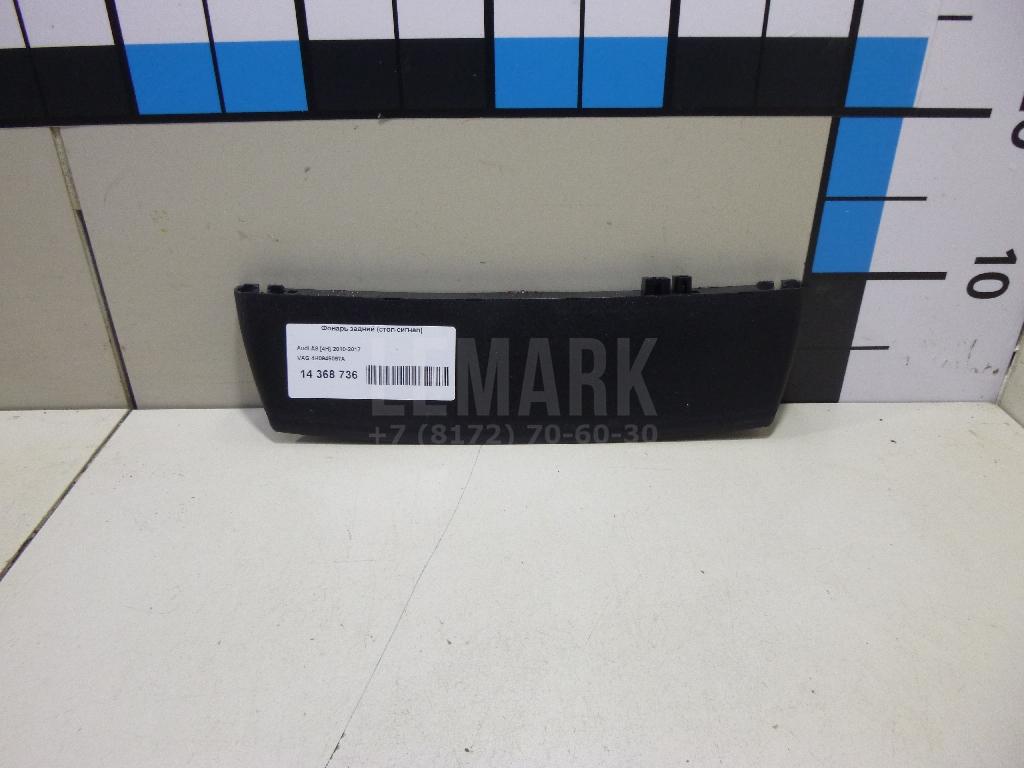 Фонарь задний (стоп сигнал)
Audi A8 [4H] 2010-2017
VAG 4H0945097A
14 368 736
LEMARK
+7 (8172) 70-60-30
10